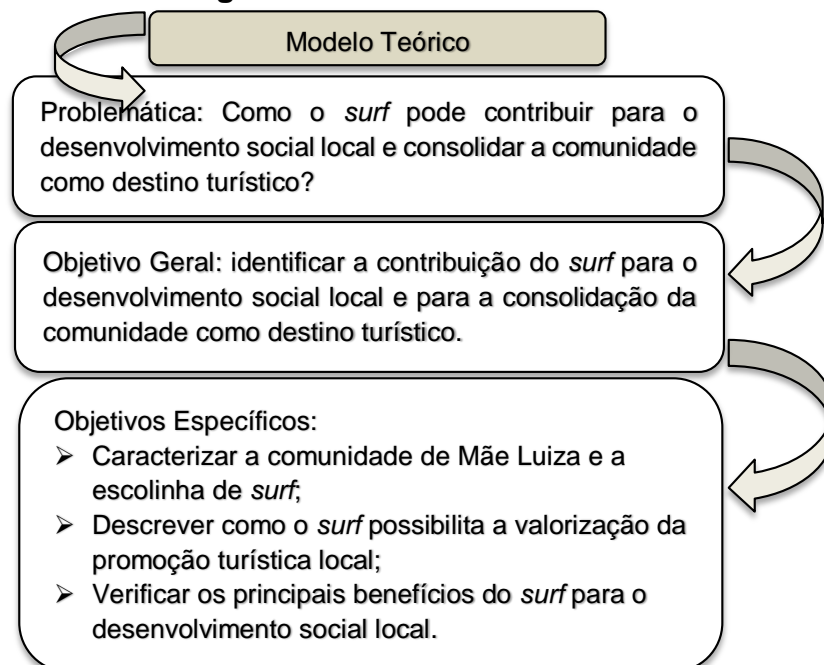 Modelo Teórico
Problemática: Como o surf pode contribuir para o
desenvolvimento social local e consolidar a comunidade
como destino turístico?
Objetivo Geral: identificar a contribuição do surf para o
desenvolvimento social local e para a consolidação da
comunidade como destino turístico.
Objetivos Específicos:
➢ Caracterizar a comunidade de Mãe Luiza e a
escolinha de surf;
➢ Descrever como o surf possibilita a valorização da
promoção turística local;
➢ Verificar os principais benefícios do surf para o
desenvolvimento social local.